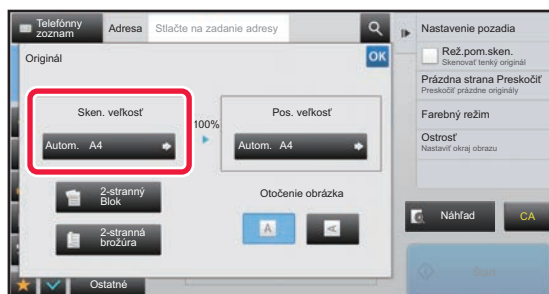 Telefónny
zoznam
Adresa
Stlačte na zadanie adresy
Originál
OK
Sken. veľkosť
Autom. A4
100%
Pos. veľkosť
Autom. A4
2-stranný
Blok
2-stranná
brožúra
Otočenie obrázka
A
A
Ostatné
Nastavenie pozadia
Rež.pom.sken.
Skenovať tenký originál
Prázdna strana Preskočiť
Preskočiť prázdne originály
Farebný režim
Ostrosť
Nastaviť okraj obrazu
Náhľad
CA
Štart